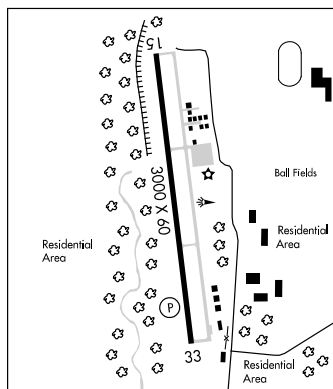 15
3000 X 60
Ball Fields
Residential
Area
Residential
Area
P
33
Residential
Area